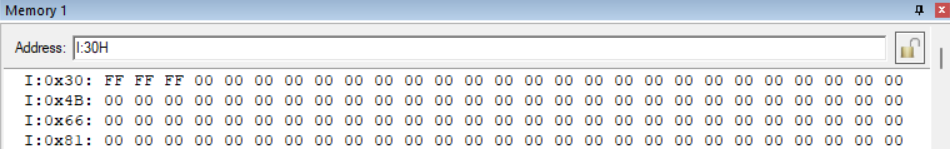 Memory 1
Address: I:30H
I:0x30: FF FF FF 00 00 00 00 00 00 00 00 00 00 00 00 00 00 00 00 00 00 00 00 00 00 00 00
I:0x4B: 00 00 00 00 00 00 00 00 00 00 00 00 00 00 00 00 00 00 00 00 00 00 00 00 00 00 00
I:0x66: 00 00 00 00 00 00 00 00 00 00 00 00 00 00 00 00 00 00 00 00 00 00 00 00 00 00 00
I:0x81: 00 00 00 00 00 00 00 00 00 00 00 00 00 00 00 00 00 00 00 00 00 00 00 00 00 00 00